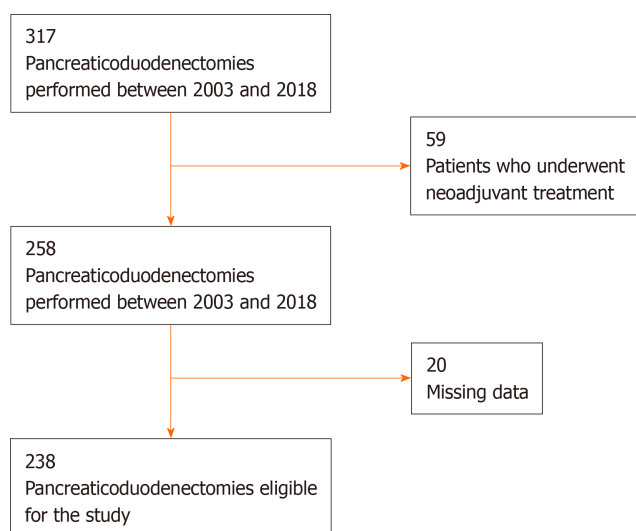 317
Pancreaticoduodenectomies
performed between 2003 and 2018
59
Patients who underwent
neoadjuvant treatment
258
Pancreaticoduodenectomies
performed between 2003 and 2018
20
Missing data
238
Pancreaticoduodenectomies eligible
for the study